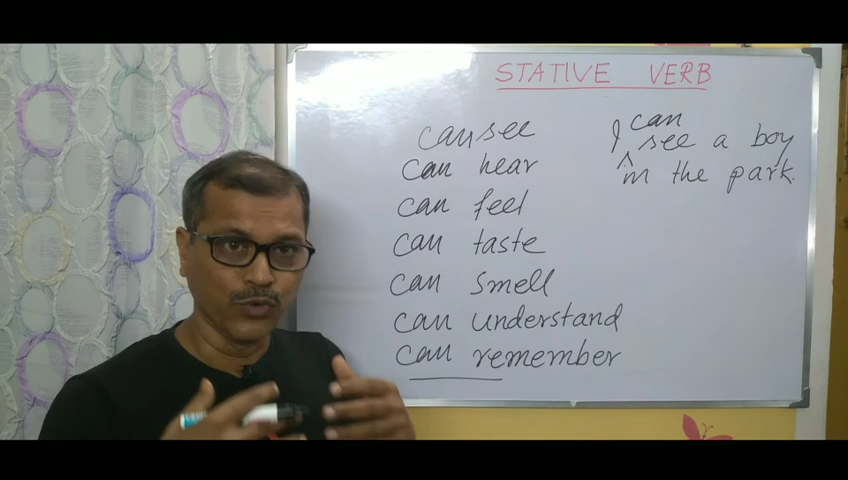 STATIVE VERB
can see
can hear
can feel
can taste
can smell
can understand
can remember
can
I ^ see a boy
in the park.